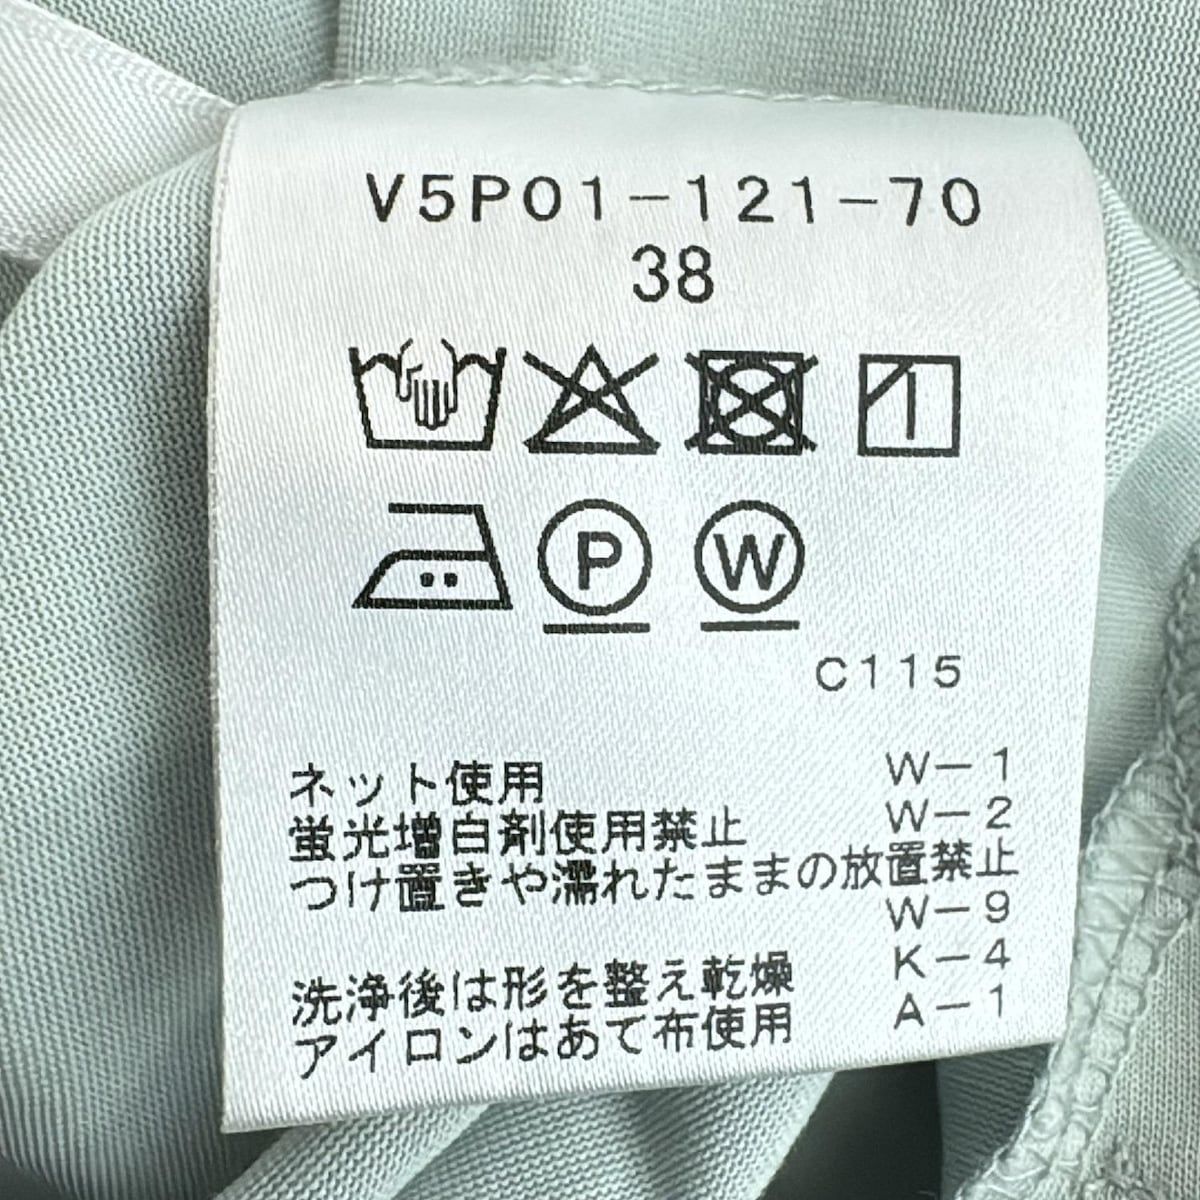 V5P01-121-70
38
P W
C115
ネット使用 W-1
蛍光増白剤使用禁止 W-2
つけ置きや濡れたままの放置禁止
W-9
洗浄後は形を整え乾燥 K-4
アイロンはあて布使用 A-1